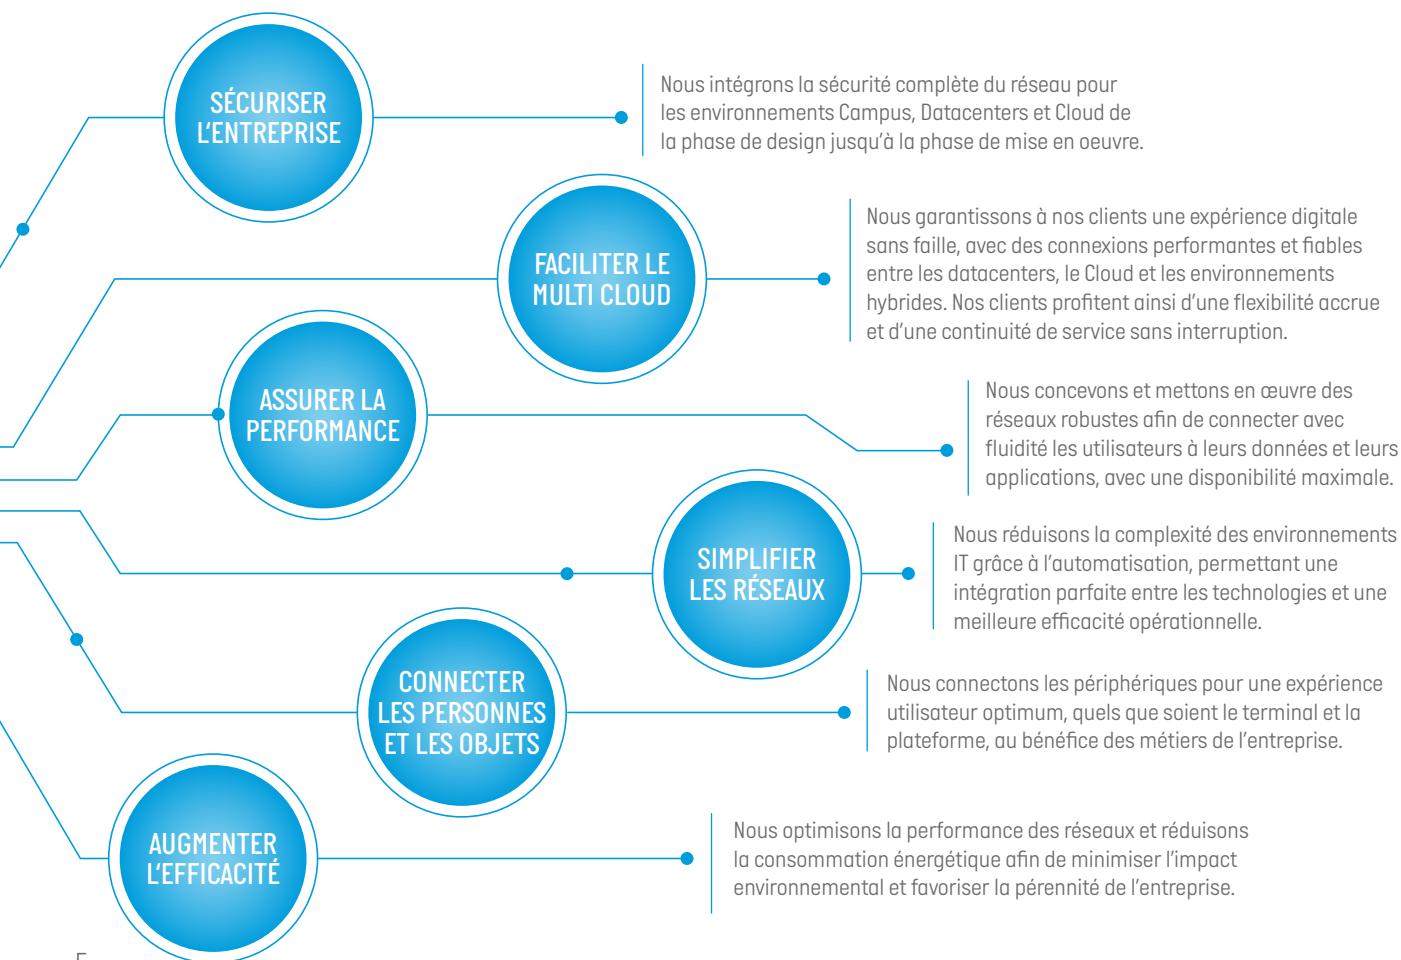 SÉCURISER
L'ENTREPRISE
Nous intégrons la sécurité complète du réseau pour
les environnements Campus, Datacenters et Cloud de
la phase de design jusqu'à la phase de mise en oeuvre.
FACILITER LE
MULTI CLOUD
Nous garantissons à nos clients une expérience digitale
sans faille, avec des connexions performantes et fiables
entre les datacenters, le Cloud et les environnements
hybrides. Nos clients profitent ainsi d'une flexibilité accrue
et d'une continuité de service sans interruption.
ASSURER LA
PERFORMANCE
Nous concevons et mettons en œuvre des
réseaux robustes afin de connecter avec
fluidité les utilisateurs à leurs données et leurs
applications, avec une disponibilité maximale.
SIMPLIFIER
LES RÉSEAUX
Nous réduisons la complexité des environnements
IT grâce à l'automatisation, permettant une
intégration parfaite entre les technologies et une
meilleure efficacité opérationnelle.
CONNECTER
LES PERSONNES
ET LES OBJETS
Nous connectons les périphériques pour une expérience
utilisateur optimum, quels que soient le terminal et la
plateforme, au bénéfice des métiers de l'entreprise.
AUGMENTER
L'EFFICACITÉ
Nous optimisons la performance des réseaux et réduisons
la consommation énergétique afin de minimiser l'impact
environnemental et favoriser la pérennité de l'entreprise.